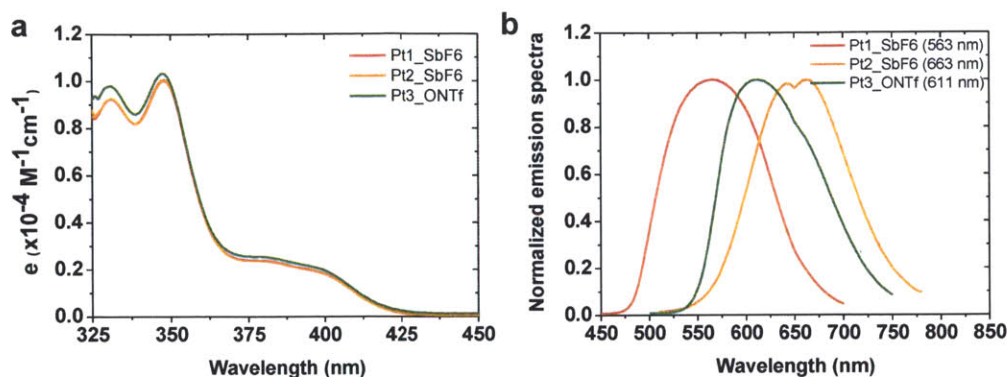 a
e (x10⁻⁴ M⁻¹cm⁻¹)
1.2
1.0
0.8
0.6
0.4
0.2
0.0
325 350 375 400 425 450
Wavelength (nm)
Pt1_SbF6
Pt2_SbF6
Pt3_ONTf
b
Normalized emission spectra
1.2
1.0
0.8
0.6
0.4
0.2
0.0
450 500 550 600 650 700 750 800 850
Wavelength (nm)
Pt1_SbF6 (563 nm)
Pt2_SbF6 (663 nm)
Pt3_ONTf (611 nm)